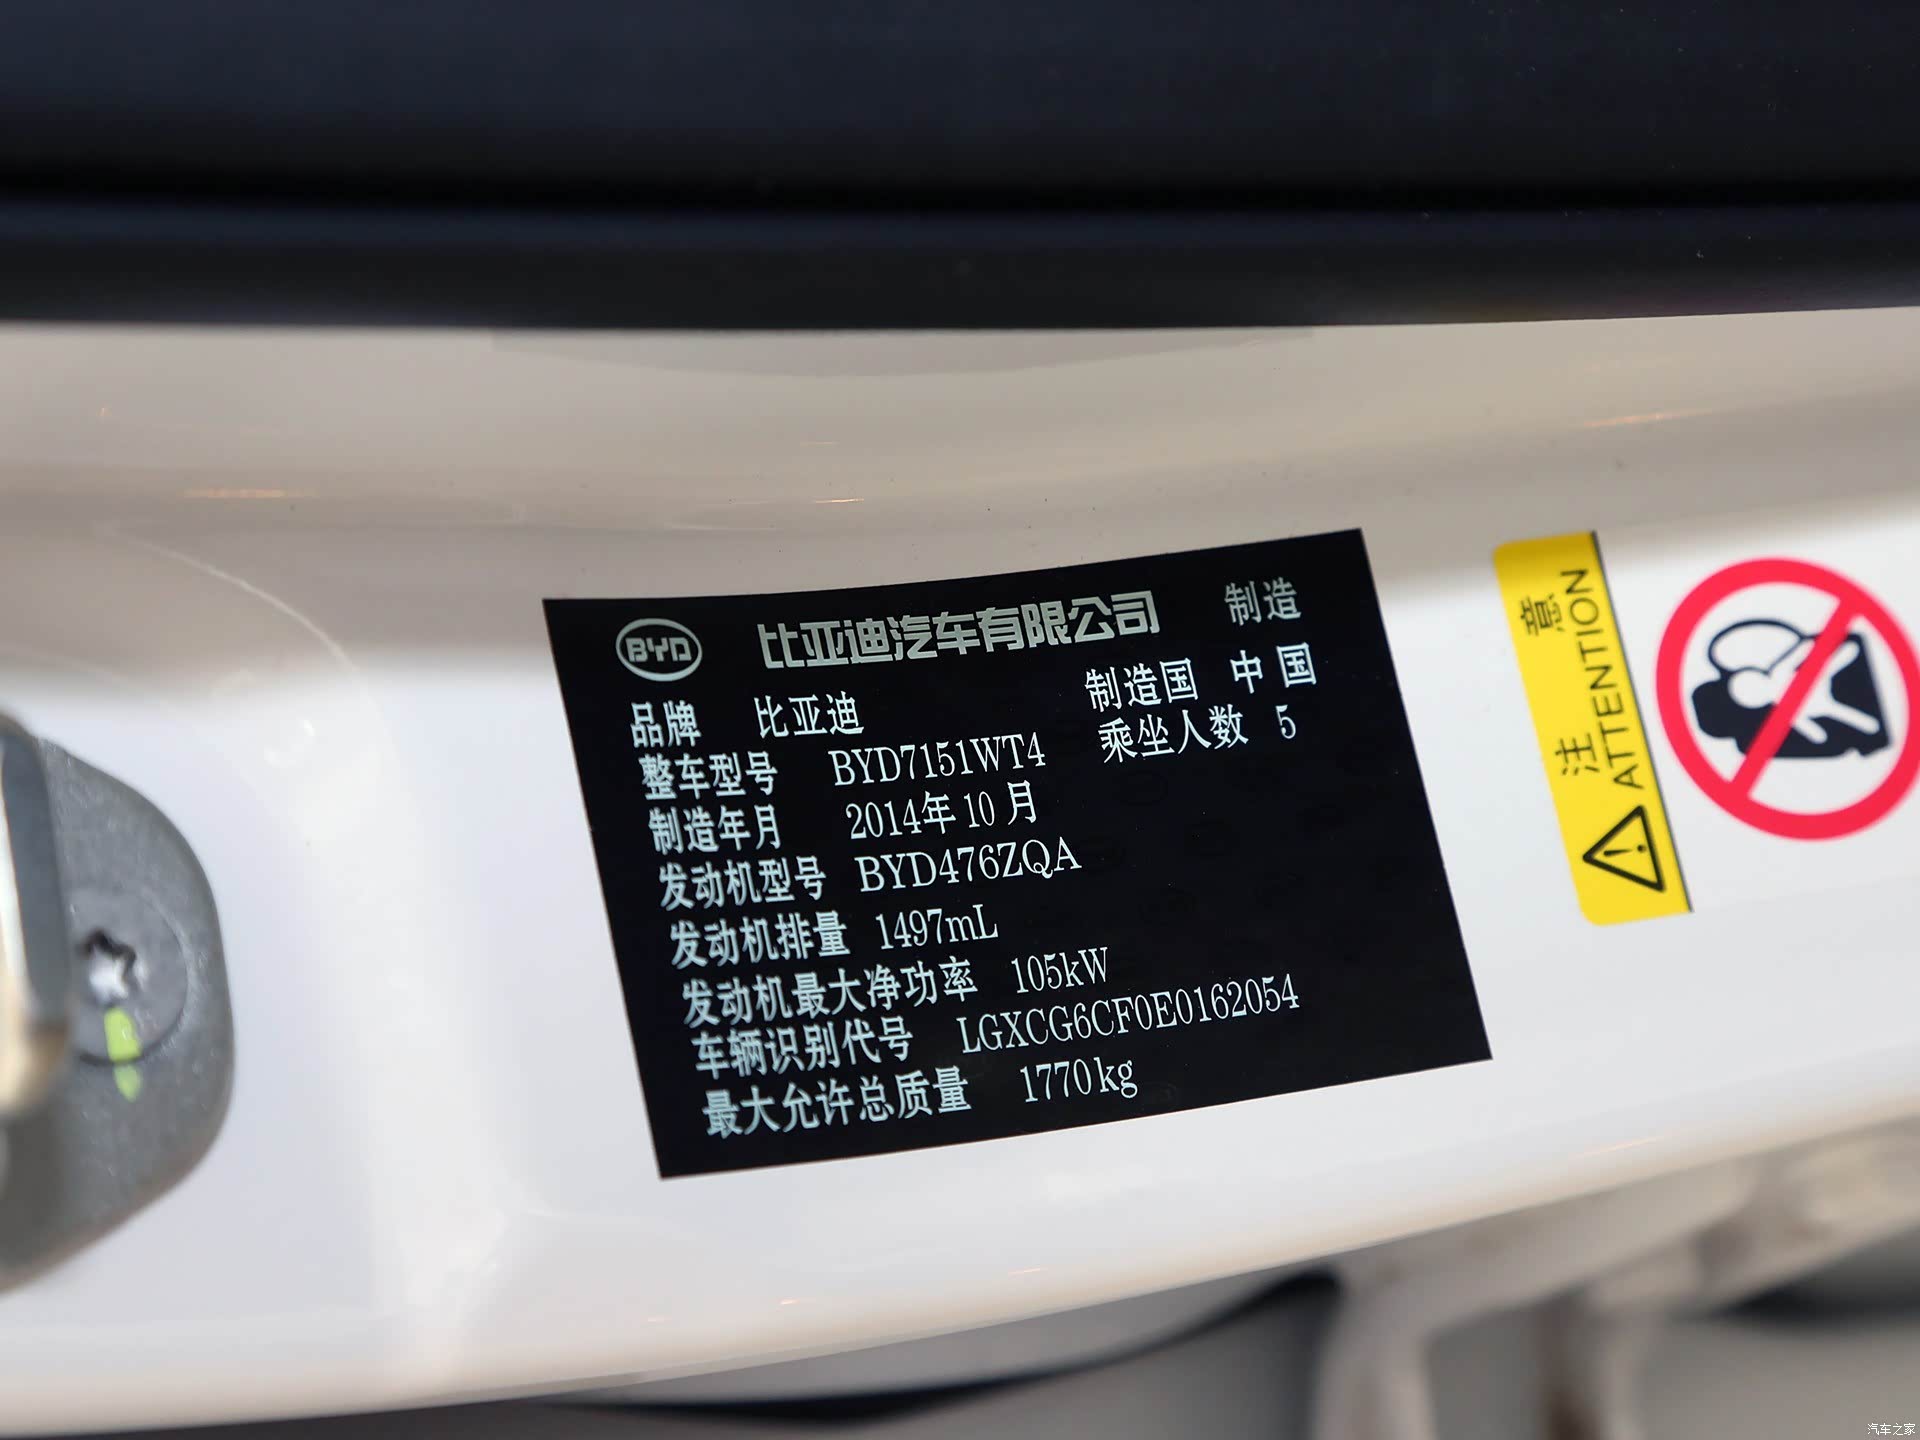 BYD 比亚迪汽车有限公司 制造
品牌 比亚迪 制造国 中国
整车型号 BYD7151WT4 乘坐人数 5
制造年月 2014年10月
发动机型号 BYD476ZQA
发动机排量 1497mL
发动机最大净功率 105kW
车辆识别代号 LGXCG6CF0E0162054
最大允许总质量 1770kg
注意
ATTENTION
汽车之家